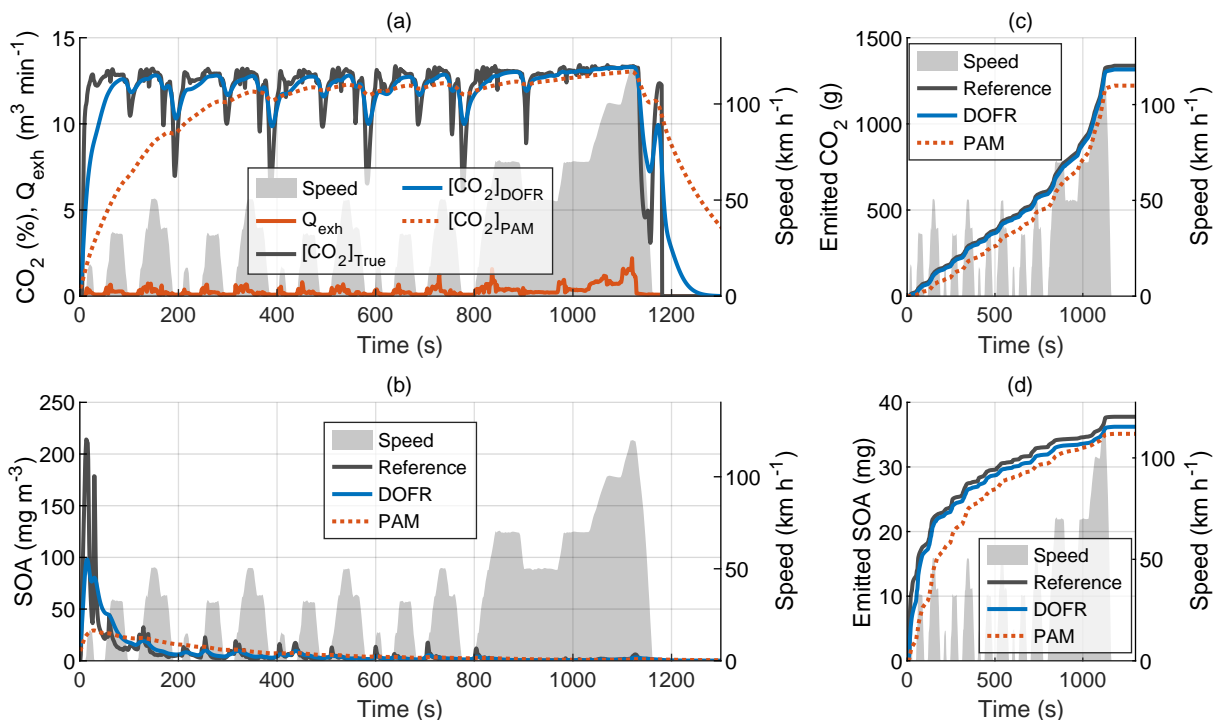 (a)
CO2 (%), Qexh (m3 min-1)
15
10
5
0
Speed
Qexh
[CO2]True
[CO2]DOFR
[CO2]PAM
100
50
0
Speed (km h-1)
0 200 400 600 800 1000 1200
Time (s)
(c)
Emitted CO2 (g)
1500
1000
500
0
Speed
Reference
DOFR
PAM
100
50
0
Speed (km h-1)
0 500 1000
Time (s)
(b)
SOA (mg m-3)
250
200
150
100
50
0
Speed
Reference
DOFR
PAM
100
50
0
Speed (km h-1)
0 200 400 600 800 1000 1200
Time (s)
(d)
Emitted SOA (mg)
40
30
20
10
0
Speed
Reference
DOFR
PAM
100
50
0
Speed (km h-1)
0 500 1000
Time (s)